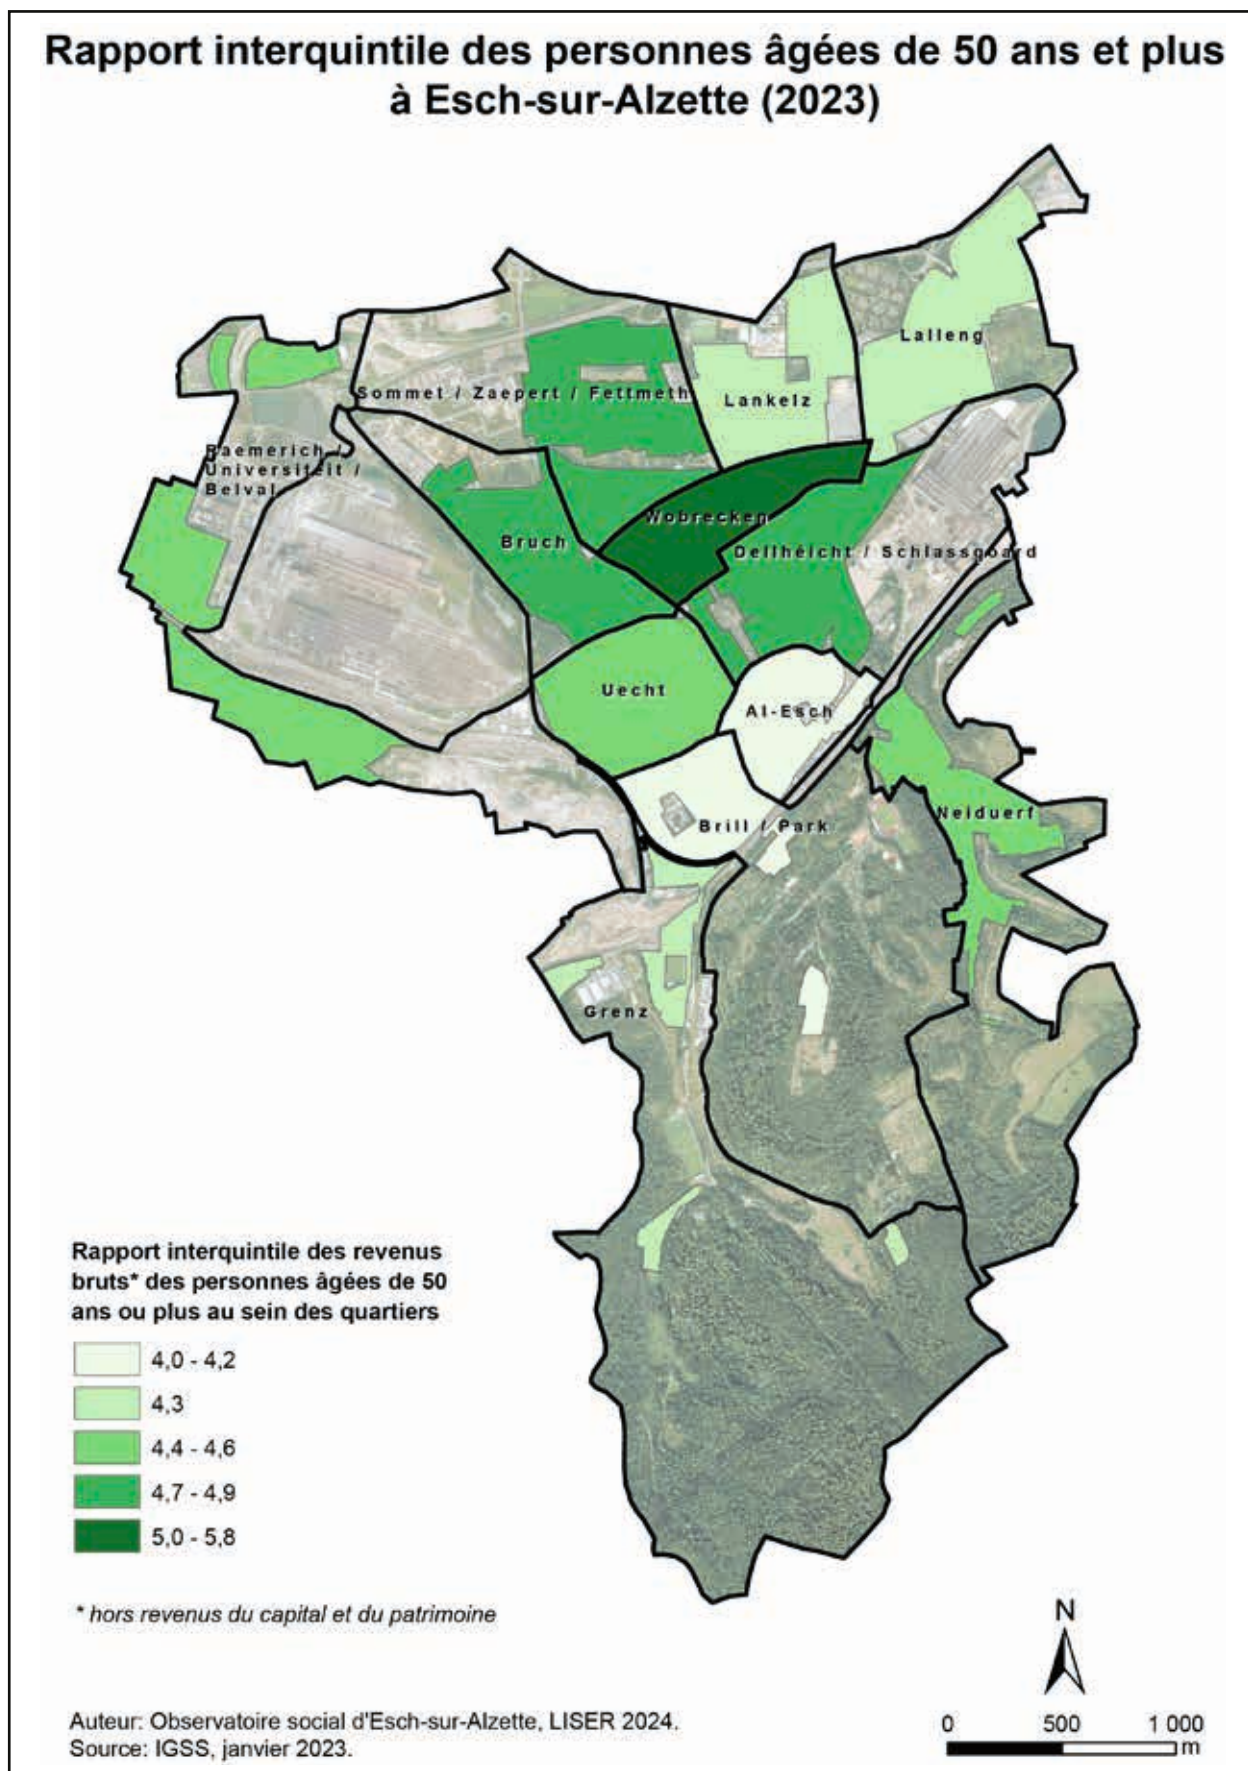 Rapport interquintile des personnes âgées de 50 ans et plus
à Esch-sur-Alzette (2023)
Lalleng
Sommet / Zaepert / Fettmeth
Lankelz
Raemerich /
Universiteit /
Belval
Wobrecken
Bruch
Dellhéicht / Schlassgoard
Uecht
Al-Esch
Neiduerf
Brill / Park
Grenz
Rapport interquintile des revenus
bruts* des personnes âgées de 50
ans ou plus au sein des quartiers
4,0 - 4,2
4,3
4,4 - 4,6
4,7 - 4,9
5,0 - 5,8
* hors revenus du capital et du patrimoine
N
Auteur: Observatoire social d'Esch-sur-Alzette, LISER 2024.
Source: IGSS, janvier 2023.
0 500 1 000
m